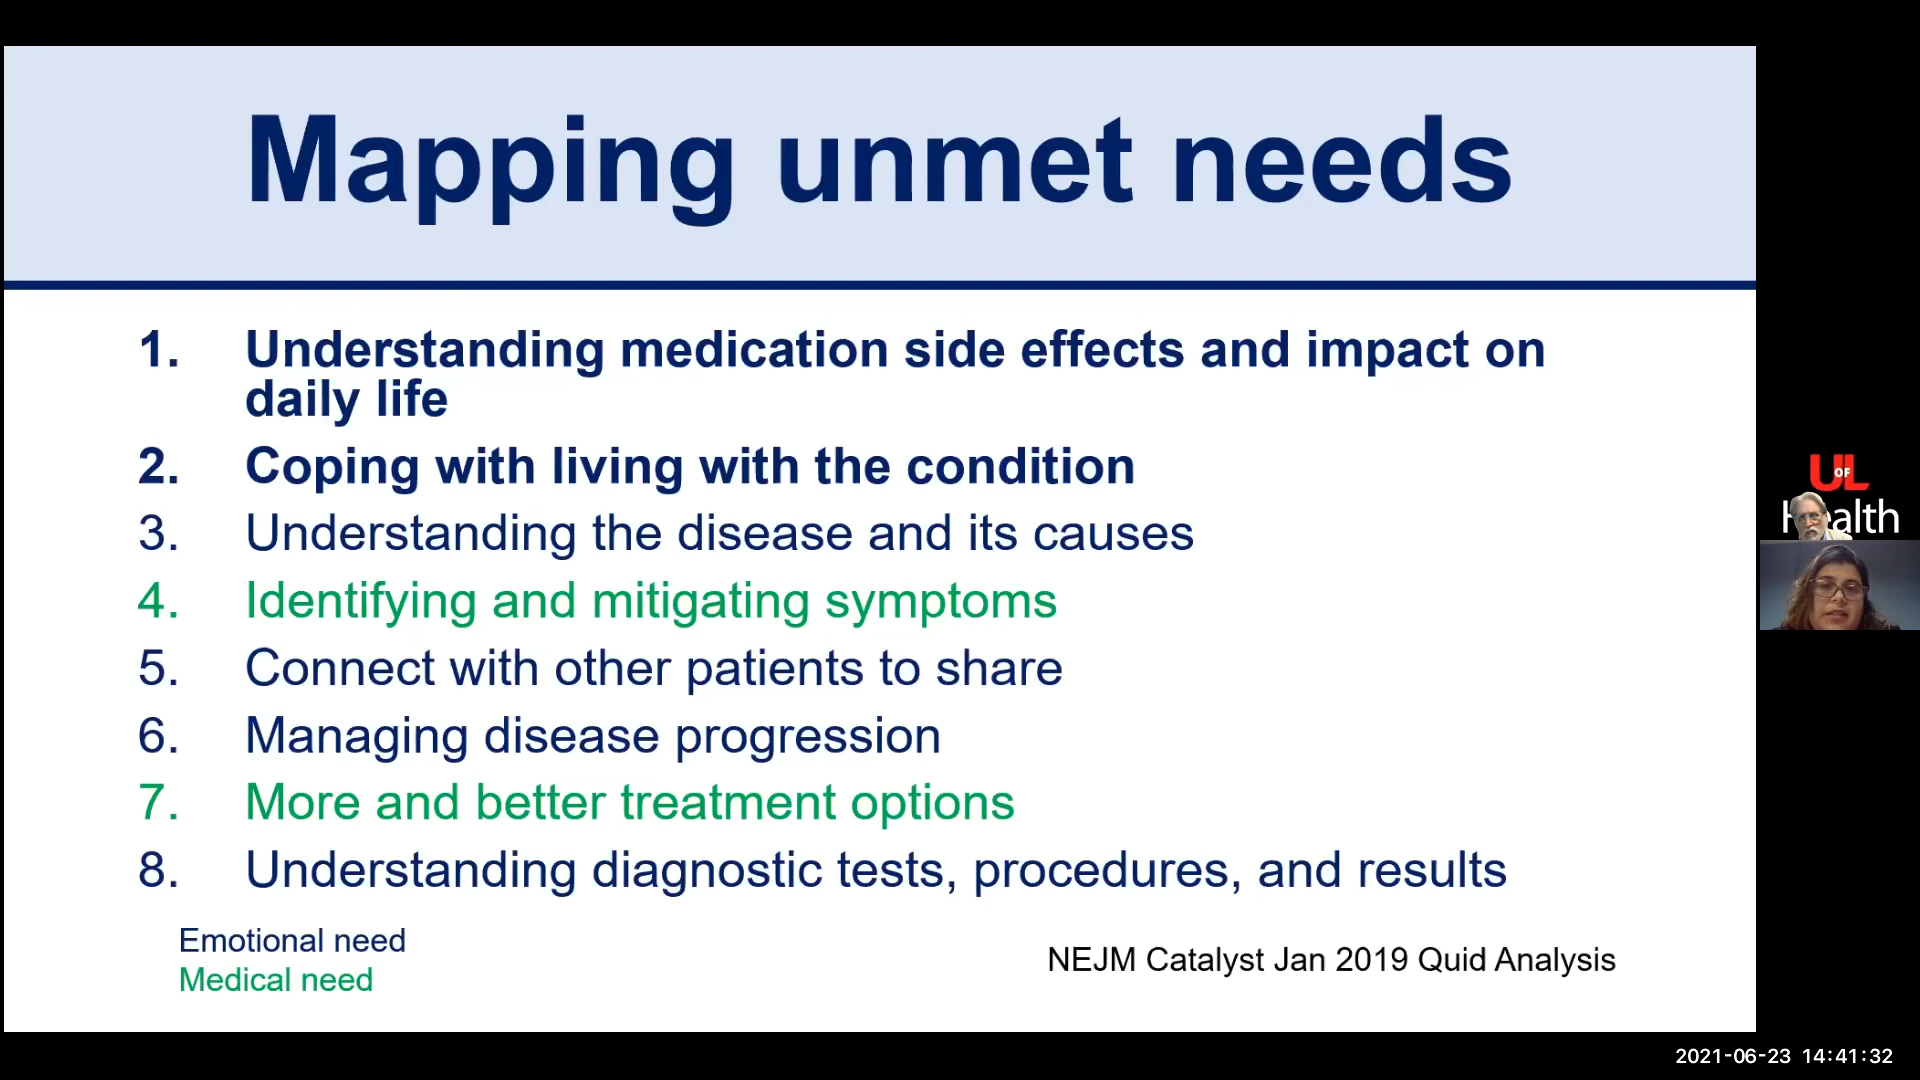 Mapping unmet needs
1. Understanding medication side effects and impact on
daily life
2. Coping with living with the condition
3. Understanding the disease and its causes
4. Identifying and mitigating symptoms
5. Connect with other patients to share
6. Managing disease progression
7. More and better treatment options
8. Understanding diagnostic tests, procedures, and results
Emotional need
Medical need
NEJM Catalyst Jan 2019 Quid Analysis
U OF L
Health
2021-06-23 14:41:32